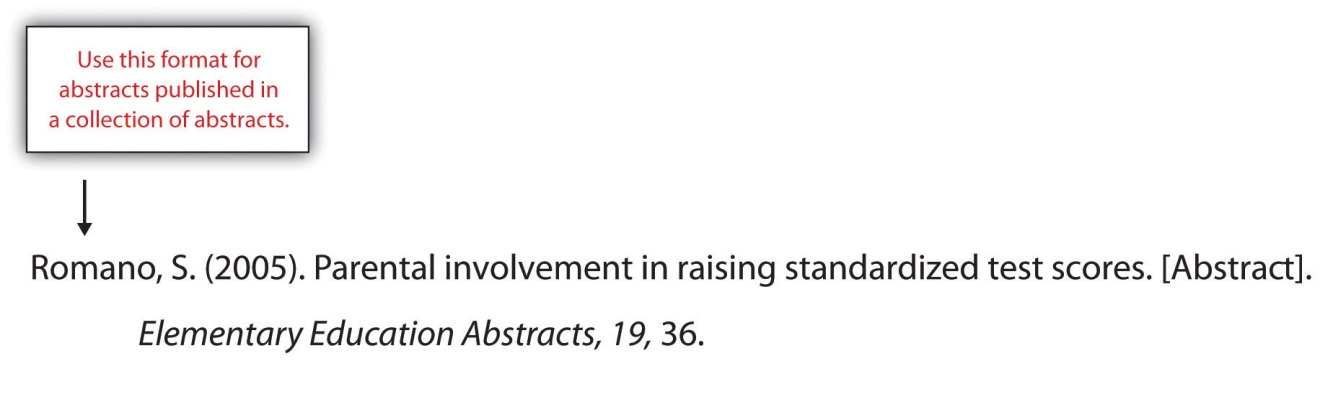 Use this format for
abstracts published in
a collection of abstracts.
Romano, S. (2005). Parental involvement in raising standardized test scores. [Abstract].
Elementary Education Abstracts, 19, 36.